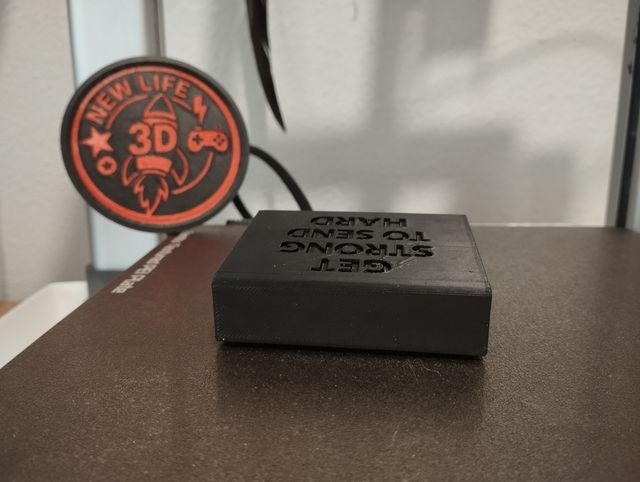 NEW LIFE
3D
GET
STRONG
TO SEND
HARD